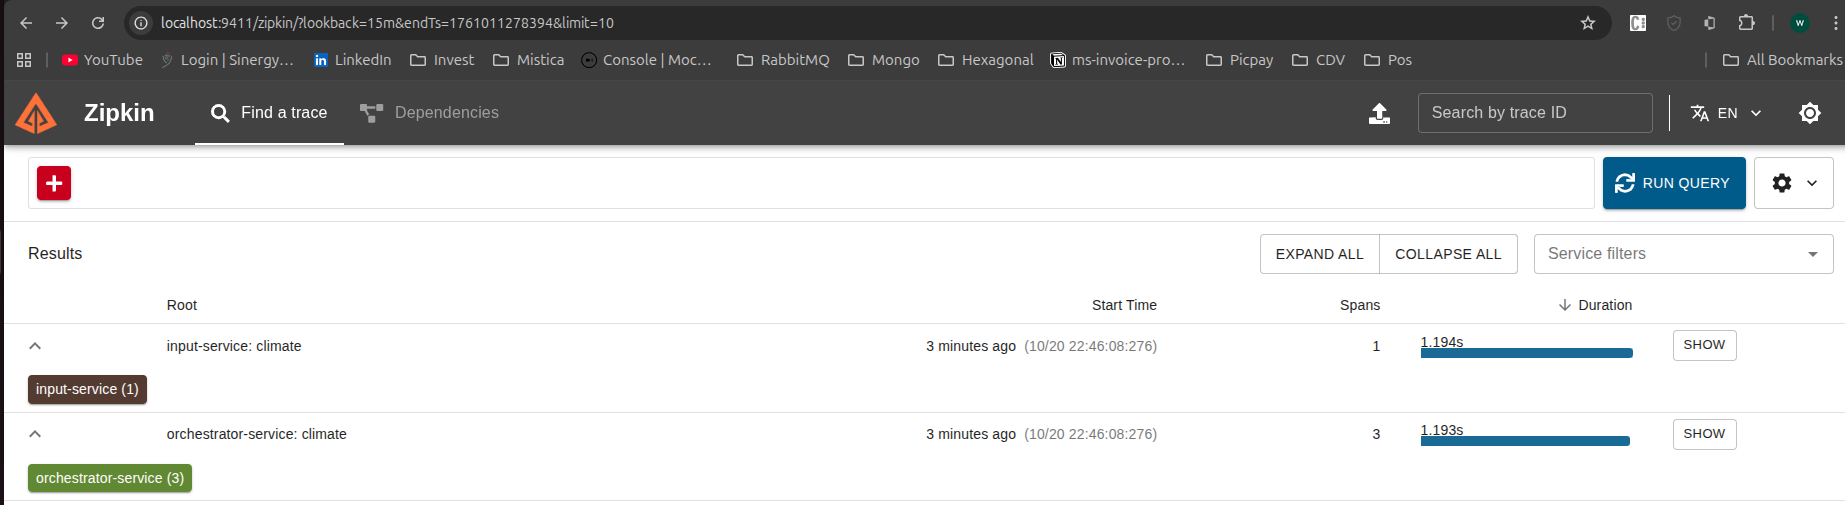 localhost:9411/zipkin/?lookback=15m&endTs=1761011278394&limit=10 W
YouTube Login | Sinergy… in LinkedIn Invest Mistica Console | Moc… RabbitMQ Mongo Hexagonal ms-invoice-pro… Picpay CDV Pos All Bookmarks
Zipkin Find a trace Dependencies Search by trace ID EN
RUN QUERY
Results EXPAND ALL COLLAPSE ALL Service filters
Root Start Time Spans Duration
input-service: climate 3 minutes ago (10/20 22:46:08:276) 1 1.194s SHOW
input-service (1)
orchestrator-service: climate 3 minutes ago (10/20 22:46:08:276) 3 1.193s SHOW
orchestrator-service (3)